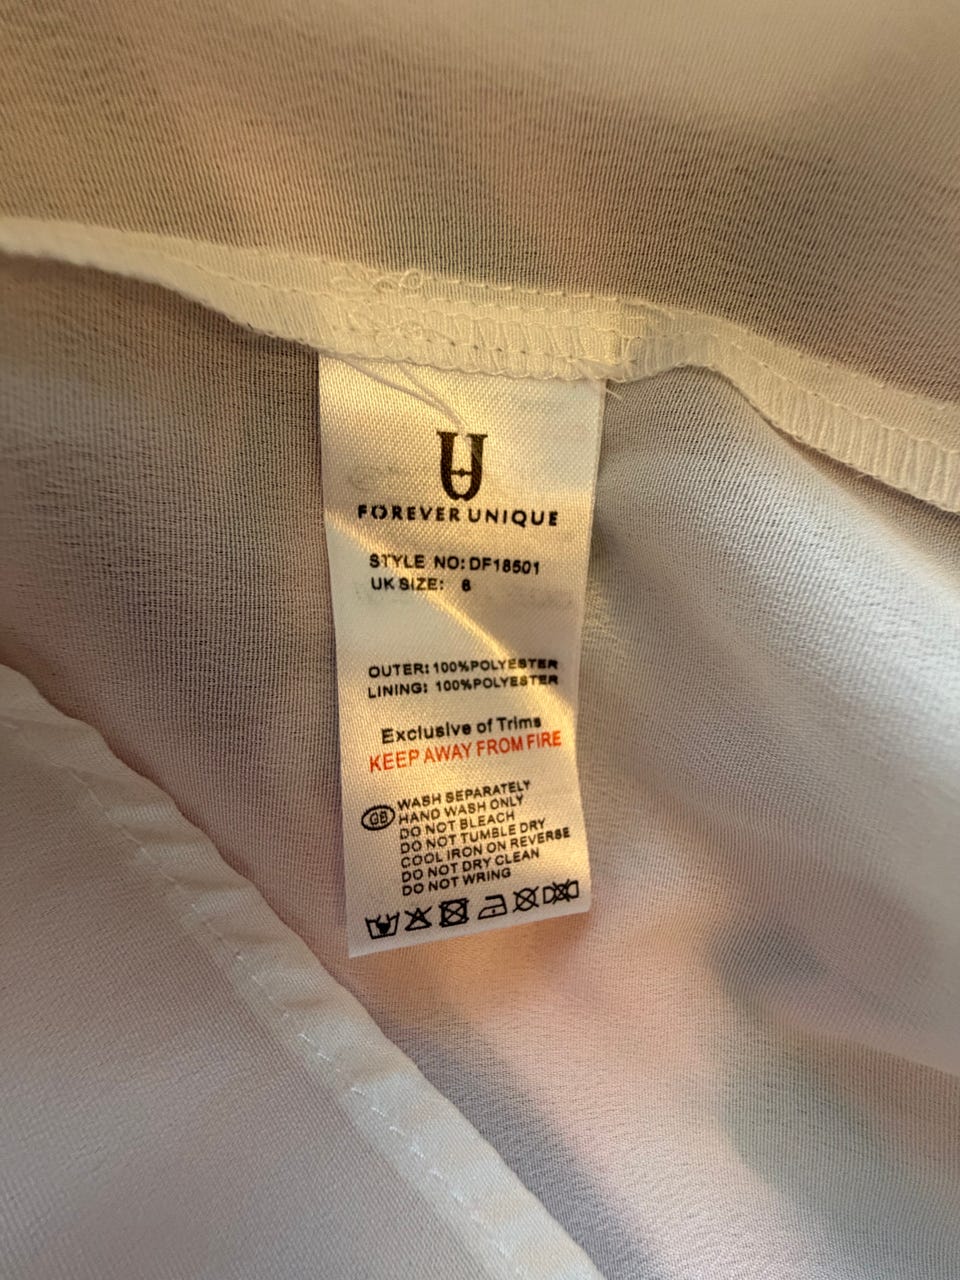 FOREVER UNIQUE
STYLE NO: DF18501
UK SIZE: 6
OUTER: 100%POLYESTER
LINING: 100%POLYESTER
Exclusive of Trims
KEEP AWAY FROM FIRE
GB
WASH SEPARATELY
HAND WASH ONLY
DO NOT BLEACH
DO NOT TUMBLE DRY
COOL IRON ON REVERSE
DO NOT DRY CLEAN
DO NOT WRING